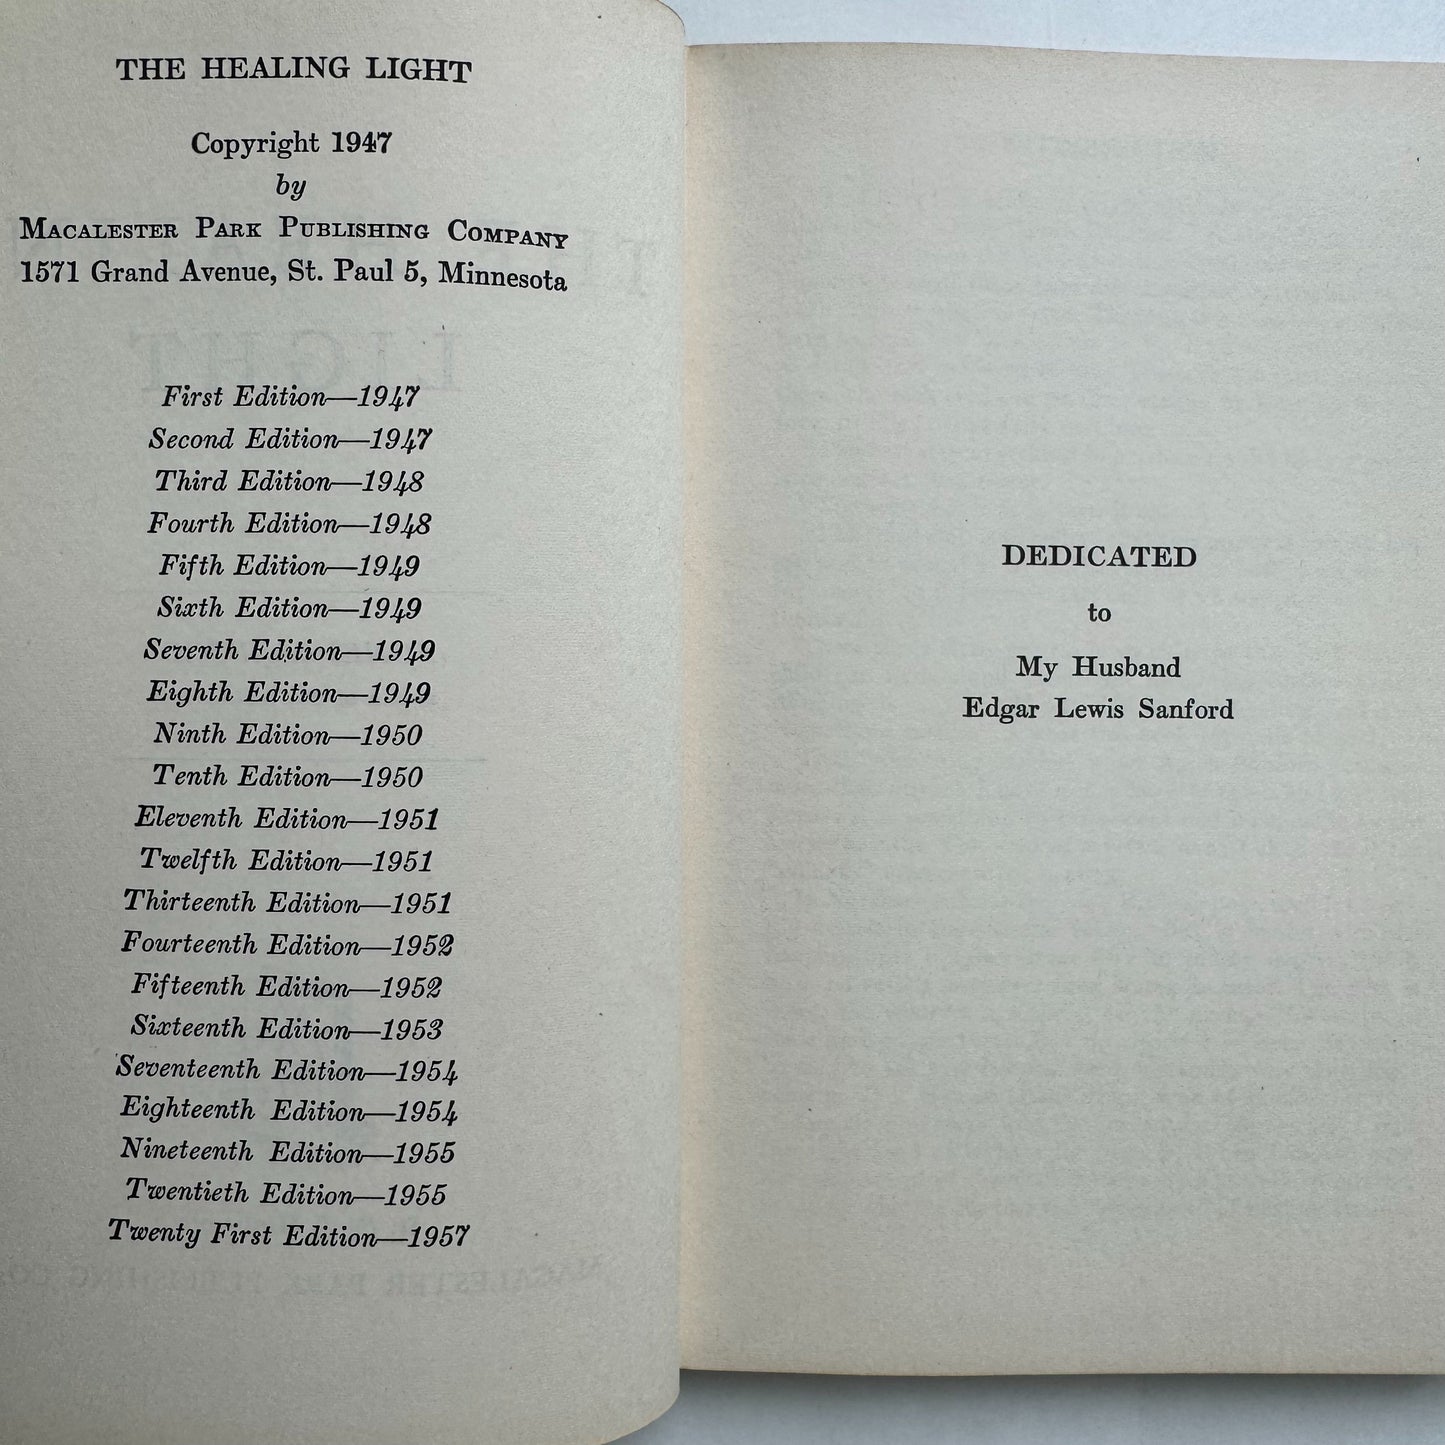 THE HEALING LIGHT
Copyright 1947
by
MACALESTER PARK PUBLISHING COMPANY
1571 Grand Avenue, St. Paul 5, Minnesota
First Edition—1947
Second Edition—1947
Third Edition—1948
Fourth Edition—1948
Fifth Edition—1949
Sixth Edition—1949
Seventh Edition—1949
Eighth Edition—1949
Ninth Edition—1950
Tenth Edition—1950
Eleventh Edition—1951
Twelfth Edition—1951
Thirteenth Edition—1951
Fourteenth Edition—1952
Fifteenth Edition—1952
Sixteenth Edition—1953
Seventeenth Edition—1954
Eighteenth Edition—1954
Nineteenth Edition—1955
Twentieth Edition—1955
Twenty First Edition—1957
DEDICATED
to
My Husband
Edgar Lewis Sanford